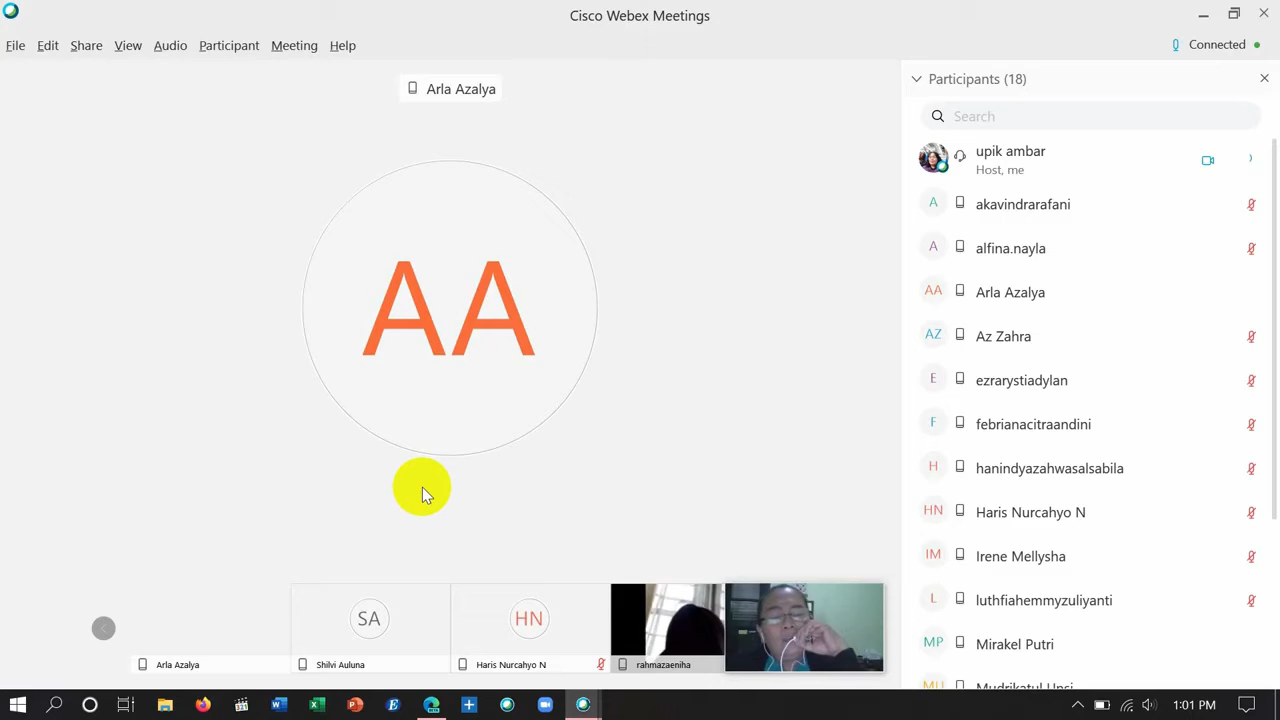 Cisco Webex Meetings
File Edit Share View Audio Participant Meeting Help
Connected
Arla Azalya
AA
Participants (18)
Search
upik ambar
Host, me
A akavindrarafani
A alfina.nayla
AA Arla Azalya
AZ Az Zahra
E ezrarystiadylan
F febrianacitraandini
H hanindyazahwasalsabila
HN Haris Nurcahyo N
IM Irene Mellysha
L luthfiahemmyzuliyanti
MP Mirakel Putri
SA
HN
Arla Azalya
Shilvi Auluna
Haris Nurcahyo N
rahmazaeniha
1:01 PM